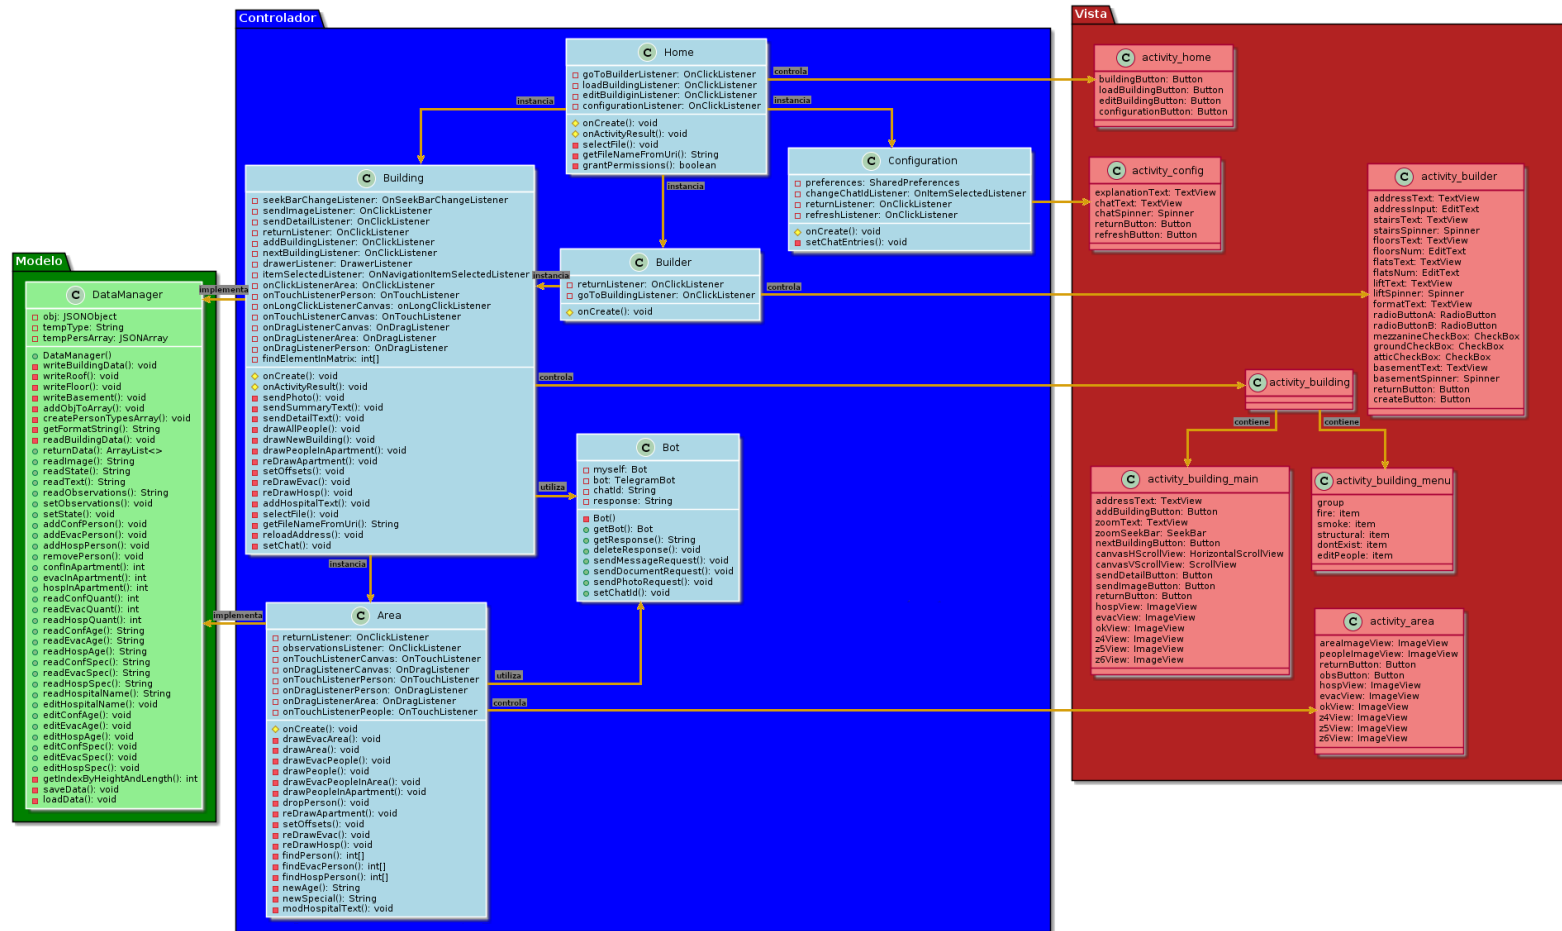 Modelo
C DataManager
obj: JSONObject
tempType: String
tempPersArray: JSONArray
DataManager()
writeBuildingData(): void
writeRoof(): void
writeFloor(): void
writeBasement(): void
addObjToArray(): void
createPersonTypesArray(): void
getFormatString(): String
readBuildingData(): void
returnData(): ArrayList<>
readImage(): String
readState(): String
readText(): String
readObservations(): String
setObservations(): void
setState(): void
addConfPerson(): void
addEvacPerson(): void
addHospPerson(): void
removePerson(): void
confInApartment(): int
evacInApartment(): int
hospInApartment(): int
readConfQuant(): int
readEvacQuant(): int
readHospQuant(): int
readConfAge(): String
readEvacAge(): String
readHospAge(): String
readConfSpec(): String
readEvacSpec(): String
readHospSpec(): String
readHospitalName(): String
editHospitalName(): void
editConfAge(): void
editEvacAge(): void
editHospAge(): void
editConfSpec(): void
editEvacSpec(): void
editHospSpec(): void
getIndexByHeightAndLength(): int
saveData(): void
loadData(): void
implementa
implementa
Controlador
C Home
goToBuilderListener: OnClickListener
loadBuildingListener: OnClickListener
editBuildiginListener: OnClickListener
configurationListener: OnClickListener
onCreate(): void
onActivityResult(): void
selectFile(): void
getFileNameFromUri(): String
grantPermissions(): boolean
instancia
instancia
instancia
controla
C Building
seekBarChangeListener: OnSeekBarChangeListener
sendImageListener: OnClickListener
sendDetailListener: OnClickListener
returnListener: OnClickListener
addBuildingListener: OnClickListener
nextBuildingListener: OnClickListener
drawerListener: DrawerListener
itemSelectedListener: OnNavigationItemSelectedListener
onClickListenerArea: OnClickListener
onTouchListenerPerson: OnTouchListener
onLongClickListenerCanvas: onLongClickListener
onTouchListenerCanvas: OnTouchListener
onDragListenerCanvas: OnDragListener
onDragListenerArea: OnDragListener
onDragListenerPerson: OnDragListener
findElementInMatrix: int[]
onCreate(): void
onActivityResult(): void
sendPhoto(): void
sendSummaryText(): void
sendDetailText(): void
drawAllPeople(): void
drawNewBuilding(): void
drawPeopleInApartment(): void
reDrawApartment(): void
setOffsets(): void
reDrawEvac(): void
reDrawHosp(): void
addHospitalText(): void
selectFile(): void
getFileNameFromUri(): String
reloadAddress(): void
setChat(): void
C Configuration
preferences: SharedPreferences
changeChatIdListener: OnItemSelectedListener
returnListener: OnClickListener
refreshListener: OnClickListener
onCreate(): void
setChatEntries(): void
C Builder
returnListener: OnClickListener
goToBuildingListener: OnClickListener
onCreate(): void
instancia
controla
controla
utiliza
instancia
C Bot
myself: Bot
bot: TelegramBot
chatId: String
response: String
Bot()
getBot(): Bot
getResponse(): String
deleteResponse(): void
sendMessageRequest(): void
sendDocumentRequest(): void
sendPhotoRequest(): void
setChatId(): void
C Area
returnListener: OnClickListener
observationsListener: OnClickListener
onTouchListenerCanvas: OnTouchListener
onDragListenerCanvas: OnDragListener
onTouchListenerPerson: OnTouchListener
onDragListenerPerson: OnDragListener
onDragListenerArea: OnDragListener
onTouchListenerPeople: OnTouchListener
onCreate(): void
drawEvacArea(): void
drawArea(): void
drawEvacPeople(): void
drawPeople(): void
drawEvacPeopleInArea(): void
drawPeopleInApartment(): void
dropPerson(): void
reDrawApartment(): void
setOffsets(): void
reDrawEvac(): void
reDrawHosp(): void
findPerson(): int[]
findEvacPerson(): int[]
findHospPerson(): int[]
newAge(): String
newSpecial(): String
modHospitalText(): void
utiliza
controla
Vista
C activity_home
buildingButton: Button
loadBuildingButton: Button
editBuildingButton: Button
configurationButton: Button
C activity_config
explanationText: TextView
chatText: TextView
chatSpinner: Spinner
returnButton: Button
refreshButton: Button
C activity_builder
addressText: TextView
addressInput: EditText
stairsText: TextView
stairsSpinner: Spinner
floorsText: TextView
floorsNum: EditText
flatsText: TextView
flatsNum: EditText
liftText: TextView
liftSpinner: Spinner
formatText: TextView
radioButtonA: RadioButton
radioButtonB: RadioButton
mezzanineCheckBox: CheckBox
groundCheckBox: CheckBox
atticCheckBox: CheckBox
basementText: TextView
basementSpinner: Spinner
returnButton: Button
createButton: Button
C activity_building
contiene
contiene
C activity_building_main
addressText: TextView
addBuildingButton: Button
zoomText: TextView
zoomSeekBar: SeekBar
nextBuildingButton: Button
canvasHScrollView: HorizontalScrollView
canvasVScrollView: ScrollView
sendDetailButton: Button
sendImageButton: Button
returnButton: Button
hospView: ImageView
evacView: ImageView
okView: ImageView
z4View: ImageView
z5View: ImageView
z6View: ImageView
C activity_building_menu
group
fire: item
smoke: item
structural: item
dontExist: item
editPeople: item
C activity_area
areaImageView: ImageView
peopleImageView: ImageView
returnButton: Button
obsButton: Button
hospView: ImageView
evacView: ImageView
okView: ImageView
z4View: ImageView
z5View: ImageView
z6View: ImageView